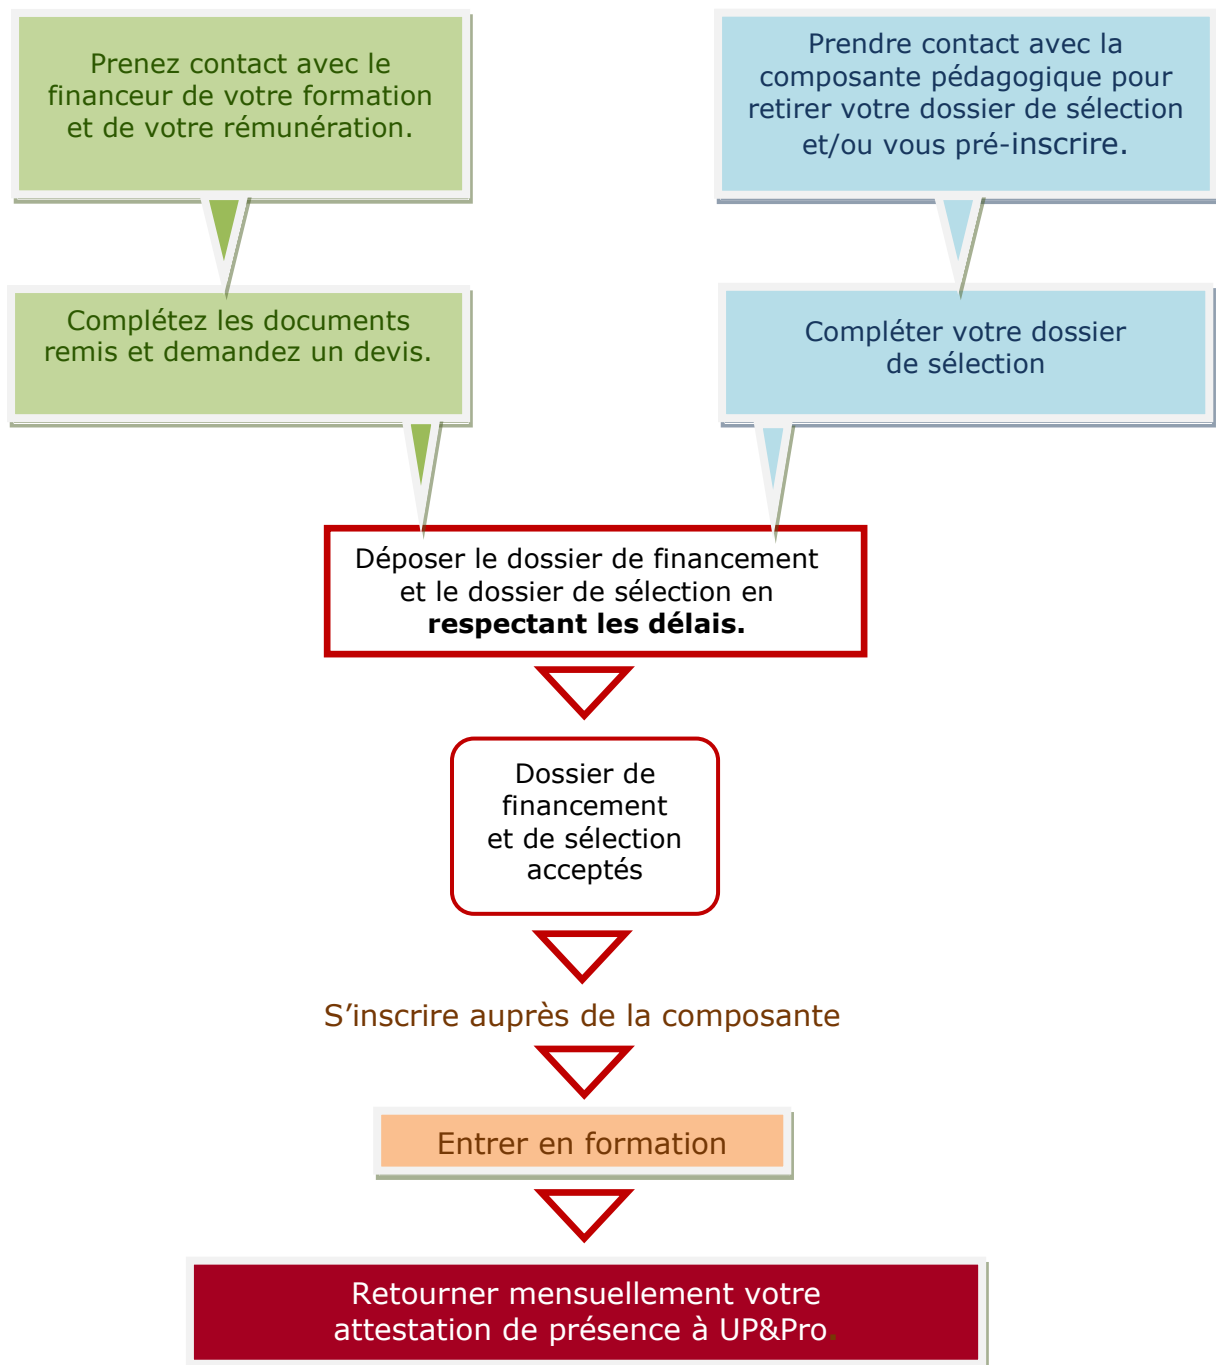 Prenez contact avec le
financeur de votre formation
et de votre rémunération.
Prendre contact avec la
composante pédagogique pour
retirer votre dossier de sélection
et/ou vous pré-inscrire.
Complétez les documents
remis et demandez un devis.
Compléter votre dossier
de sélection
Déposer le dossier de financement
et le dossier de sélection en
respectant les délais.
Dossier de
financement
et de sélection
acceptés
S’inscrire auprès de la composante
Entrer en formation
Retourner mensuellement votre
attestation de présence à UP&Pro.